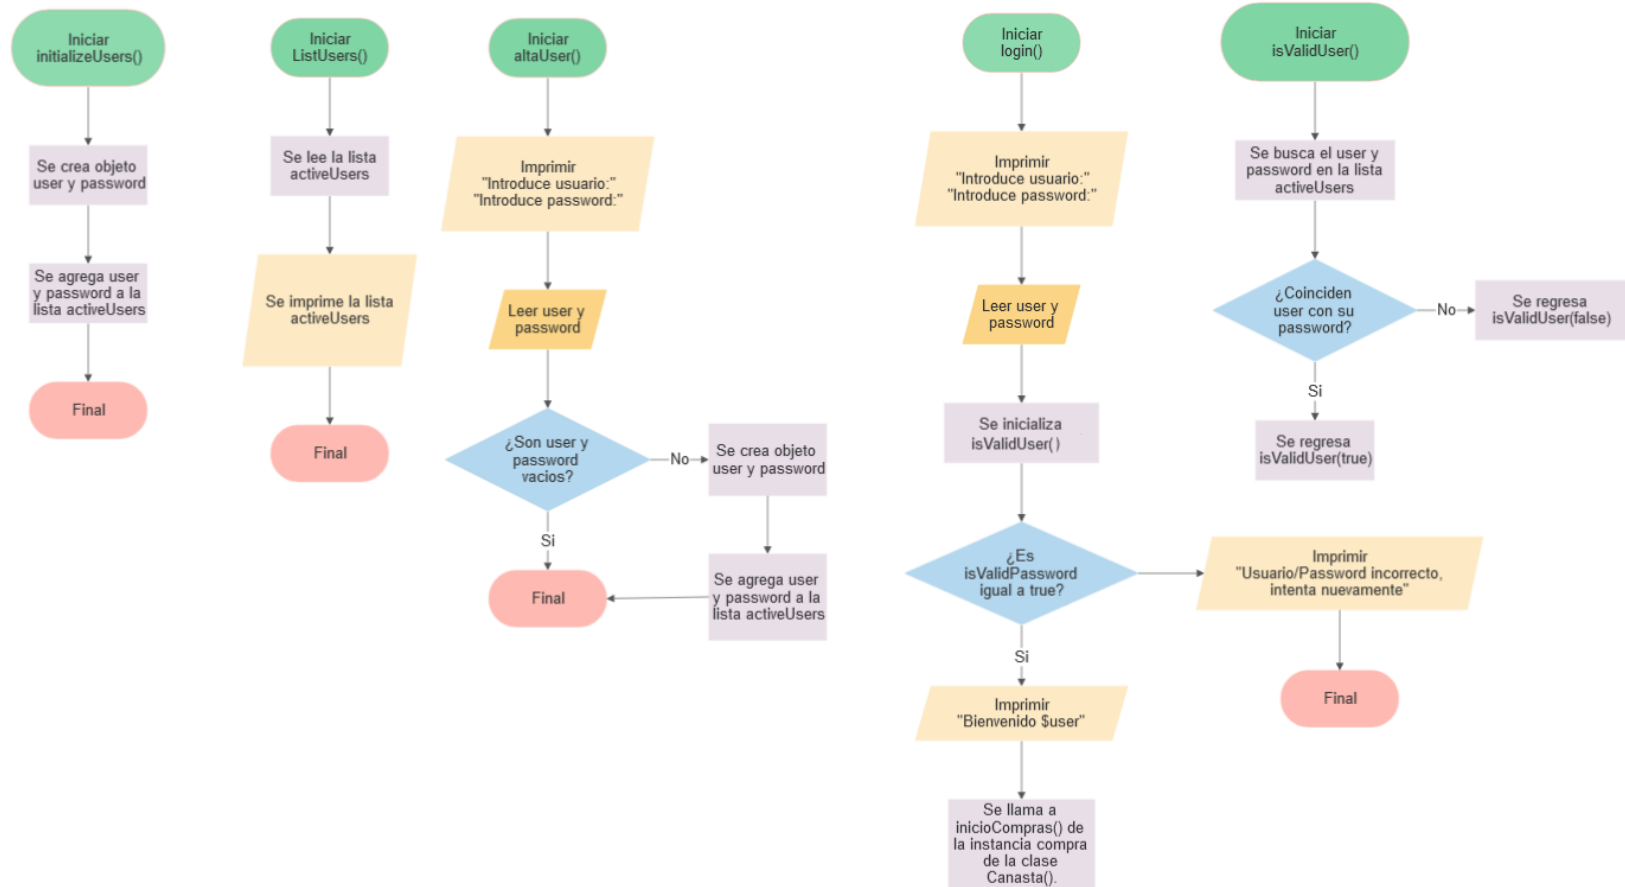 Iniciar
initializeUsers()
Se crea objeto
user y password
Se agrega user
y password a la
lista activeUsers
Final
Iniciar
ListUsers()
Se lee la lista
activeUsers
Se imprime la lista
activeUsers
Final
Iniciar
altaUser()
Imprimir
"Introduce usuario:"
"Introduce password:"
Leer user y
password
¿Son user y
password
vacios?
No
Se crea objeto
user y password
Si
Se agrega user
y password a la
lista activeUsers
Final
Iniciar
login()
Imprimir
"Introduce usuario:"
"Introduce password:"
Leer user y
password
Se inicializa
isValidUser()
¿Es
isValidPassword
igual a true?
Imprimir
"Usuario/Password incorrecto,
intenta nuevamente"
Final
Si
Imprimir
"Bienvenido $user"
Se llama a
inicioCompras() de
la instancia compra
de la clase
Canasta().
Iniciar
isValidUser()
Se busca el user y
password en la lista
activeUsers
¿Coinciden
user con su
password?
No
Se regresa
isValidUser(false)
Si
Se regresa
isValidUser(true)